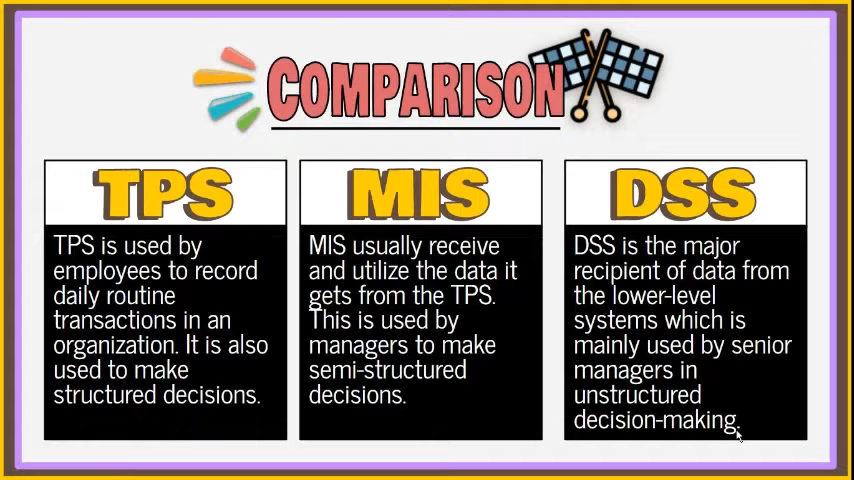 COMPARISON
TPS
TPS is used by
employees to record
daily routine
transactions in an
organization. It is also
used to make
structured decisions.
MIS
MIS usually receive
and utilize the data it
gets from the TPS.
This is used by
managers to make
semi-structured
decisions.
DSS
DSS is the major
recipient of data from
the lower-level
systems which is
mainly used by senior
managers in
unstructured
decision-making.